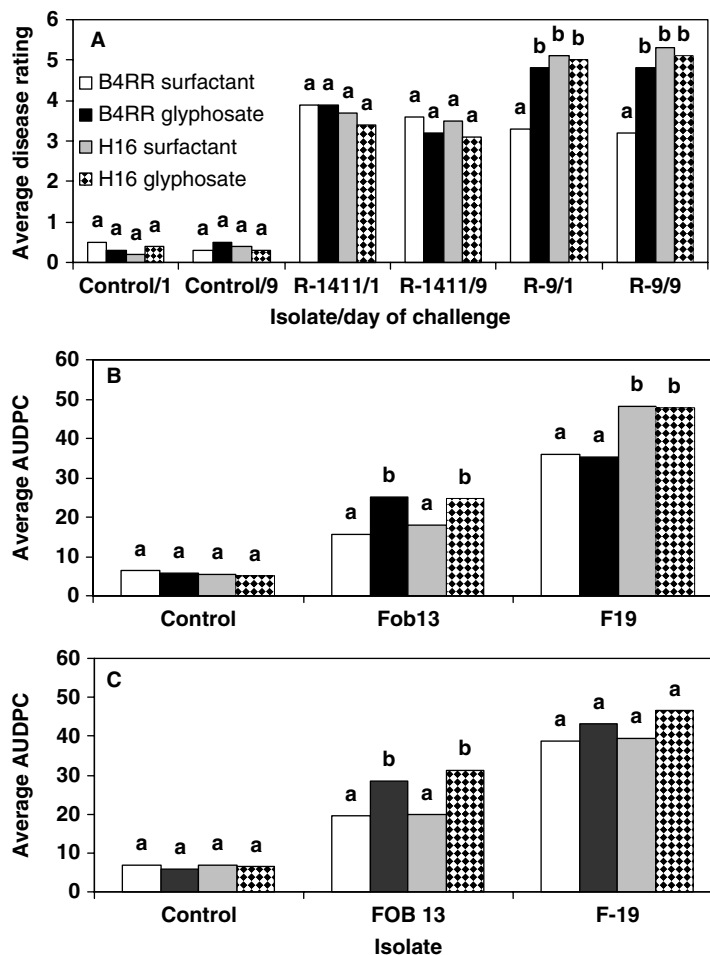 A
Average disease rating
6
5
4
3
2
1
0
B4RR surfactant
B4RR glyphosate
H16 surfactant
H16 glyphosate
a a a a
a a a a
a a a a
a a a a
a b b b
a b b b
Control/1 Control/9 R-1411/1 R-1411/9 R-9/1 R-9/9
Isolate/day of challenge
B
Average AUDPC
60
50
40
30
20
10
0
a a a a
a b a b
a a b b
Control Fob13 F19
C
Average AUDPC
60
50
40
30
20
10
0
a a a a
a b a b
a a a a
Control FOB 13 F-19
Isolate